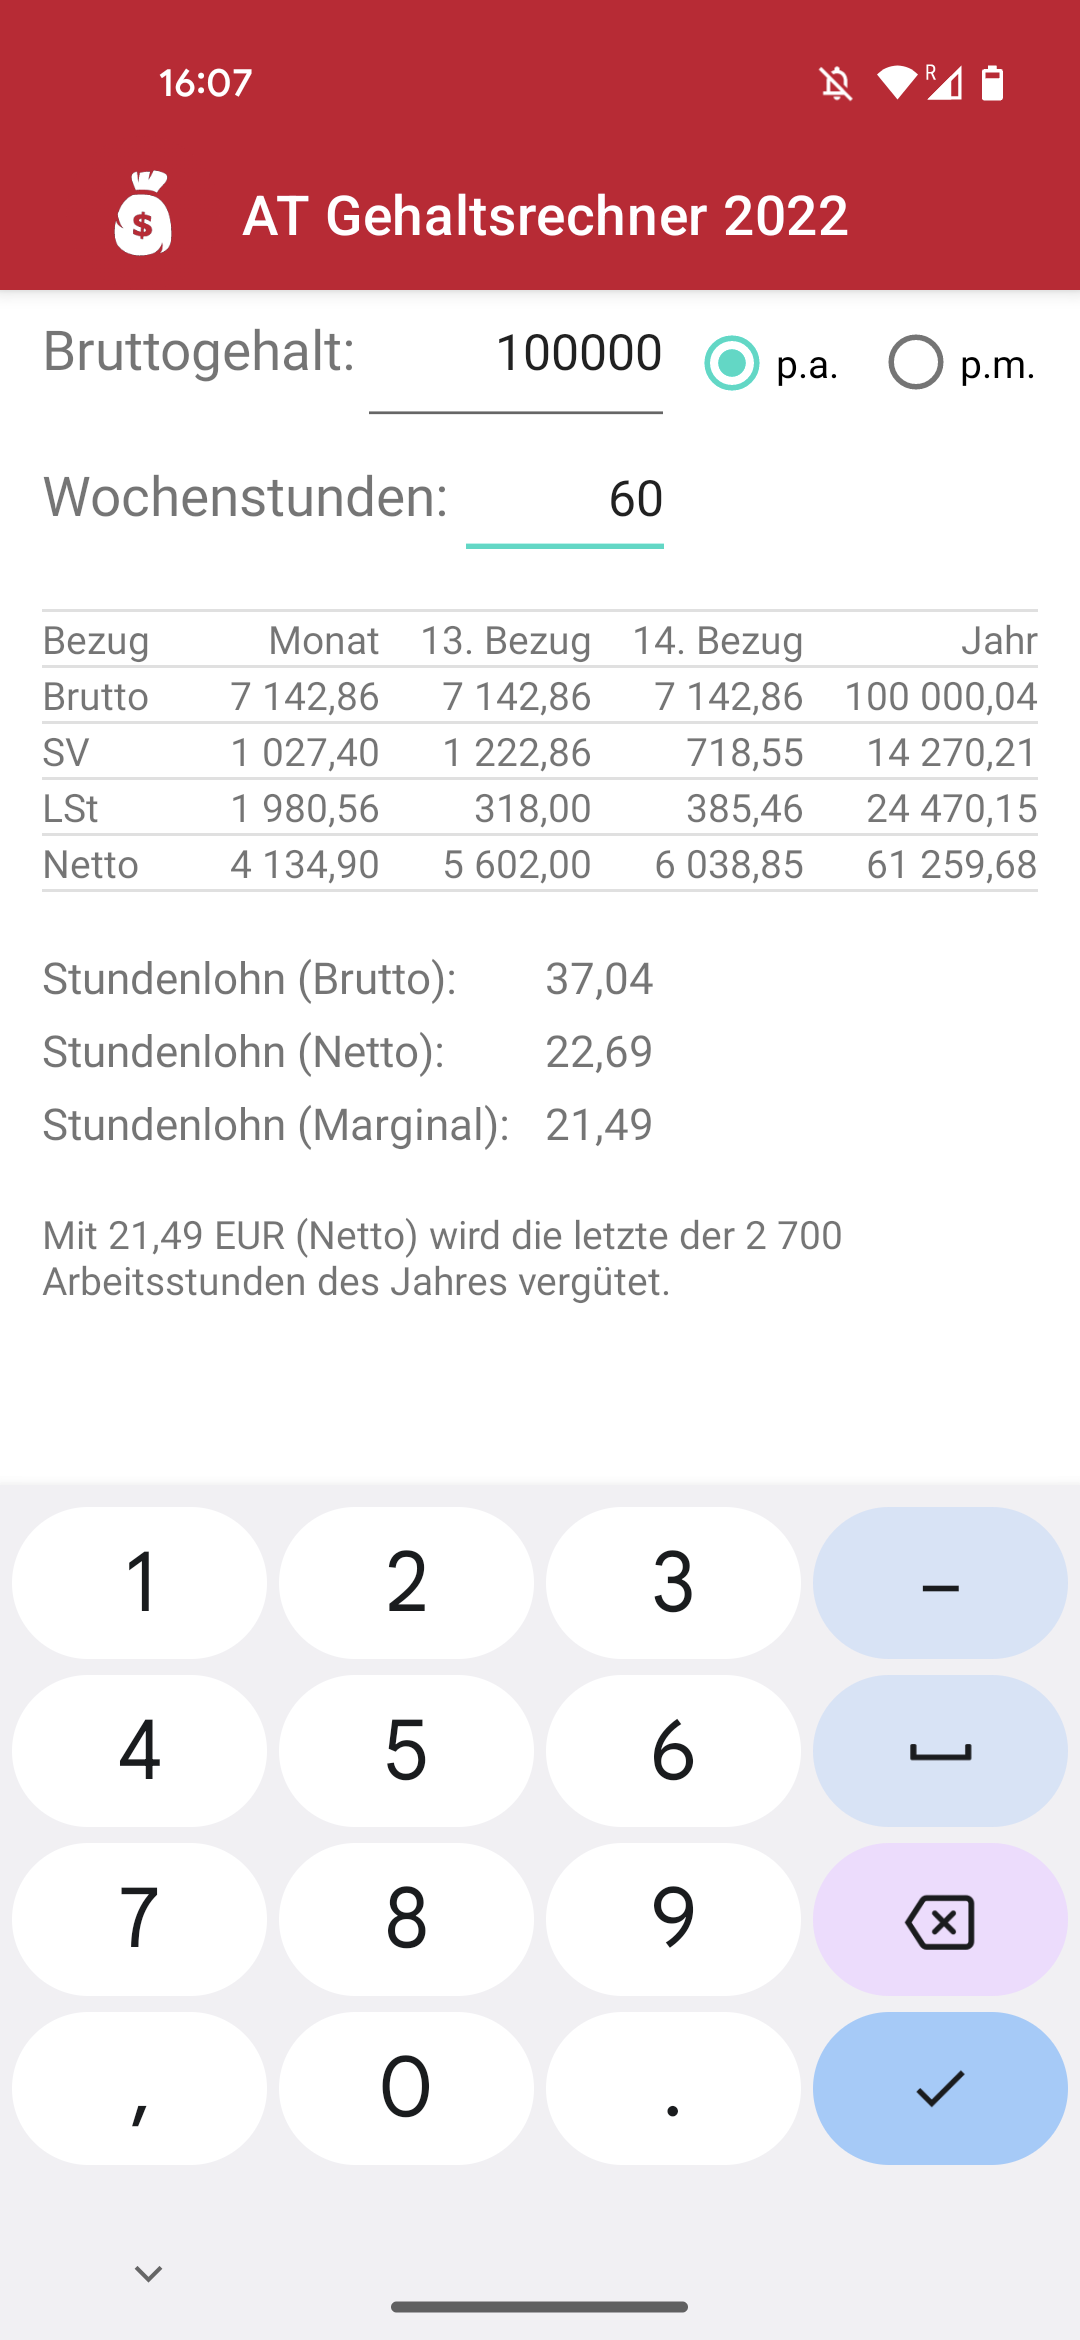 16:07
R
$ AT Gehaltsrechner 2022
Bruttogehalt: 100000 p.a. p.m.
Wochenstunden: 60
Bezug Monat 13. Bezug 14. Bezug Jahr
Brutto 7 142,86 7 142,86 7 142,86 100 000,04
SV 1 027,40 1 222,86 718,55 14 270,21
LSt 1 980,56 318,00 385,46 24 470,15
Netto 4 134,90 5 602,00 6 038,85 61 259,68
Stundenlohn (Brutto): 37,04
Stundenlohn (Netto): 22,69
Stundenlohn (Marginal): 21,49
Mit 21,49 EUR (Netto) wird die letzte der 2 700
Arbeitsstunden des Jahres vergütet.
1 2 3 –
4 5 6
7 8 9
, 0 .